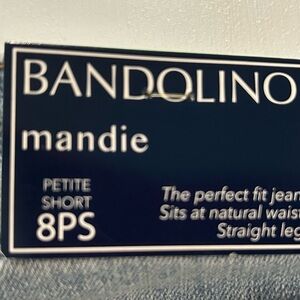 BANDOLINO
mandie
PETITE
SHORT
8PS
The perfect fit jean
Sits at natural waist
Straight leg